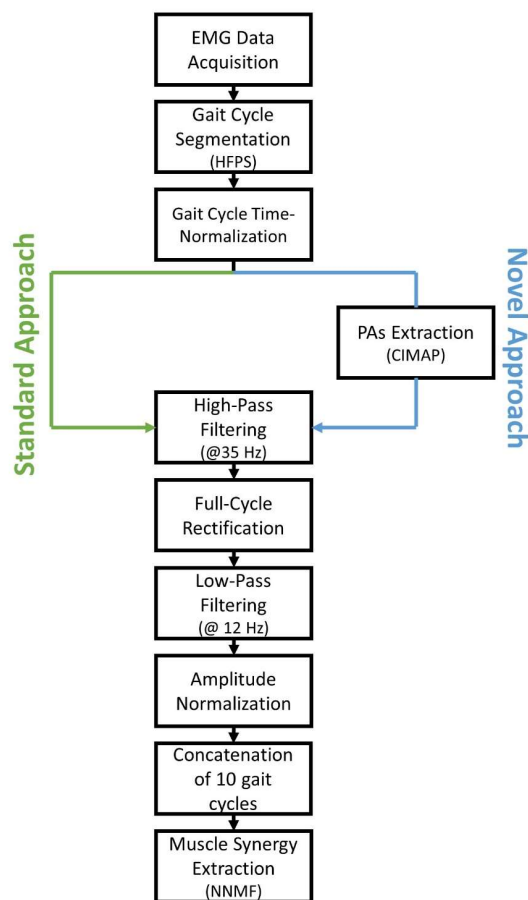 EMG Data
Acquisition
Gait Cycle
Segmentation
(HFPS)
Gait Cycle Time-
Normalization
Standard Approach
Novel Approach
PAs Extraction
(CIMAP)
High-Pass
Filtering
(@35 Hz)
Full-Cycle
Rectification
Low-Pass
Filtering
(@ 12 Hz)
Amplitude
Normalization
Concatenation
of 10 gait
cycles
Muscle Synergy
Extraction
(NNMF)